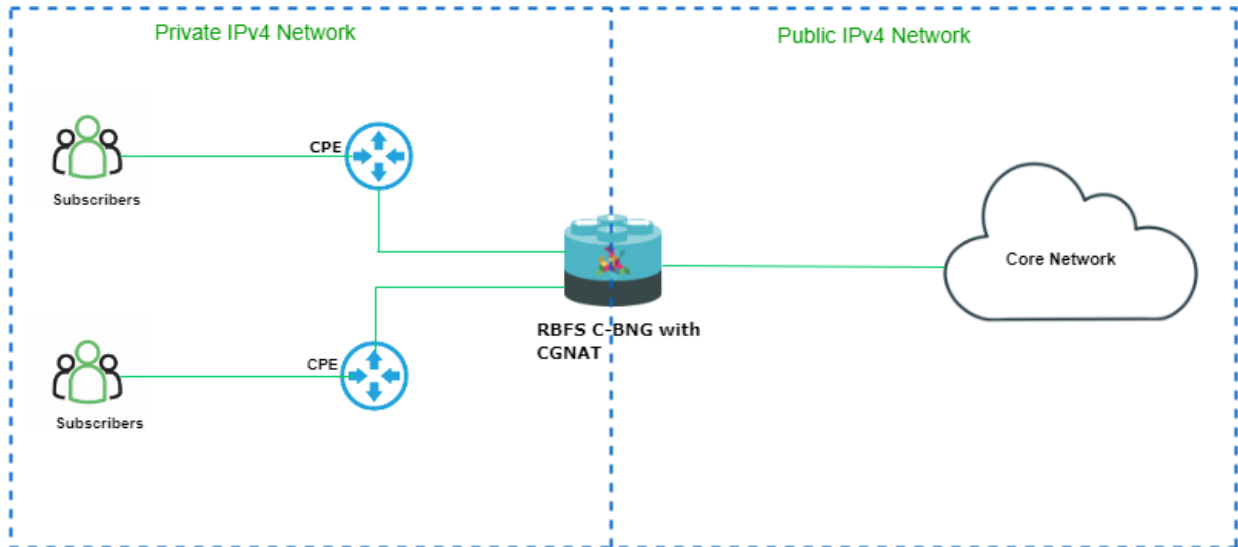 Private IPv4 Network
Public IPv4 Network
CPE
Subscribers
Core Network
RBFS C-BNG with
CGNAT
CPE
Subscribers